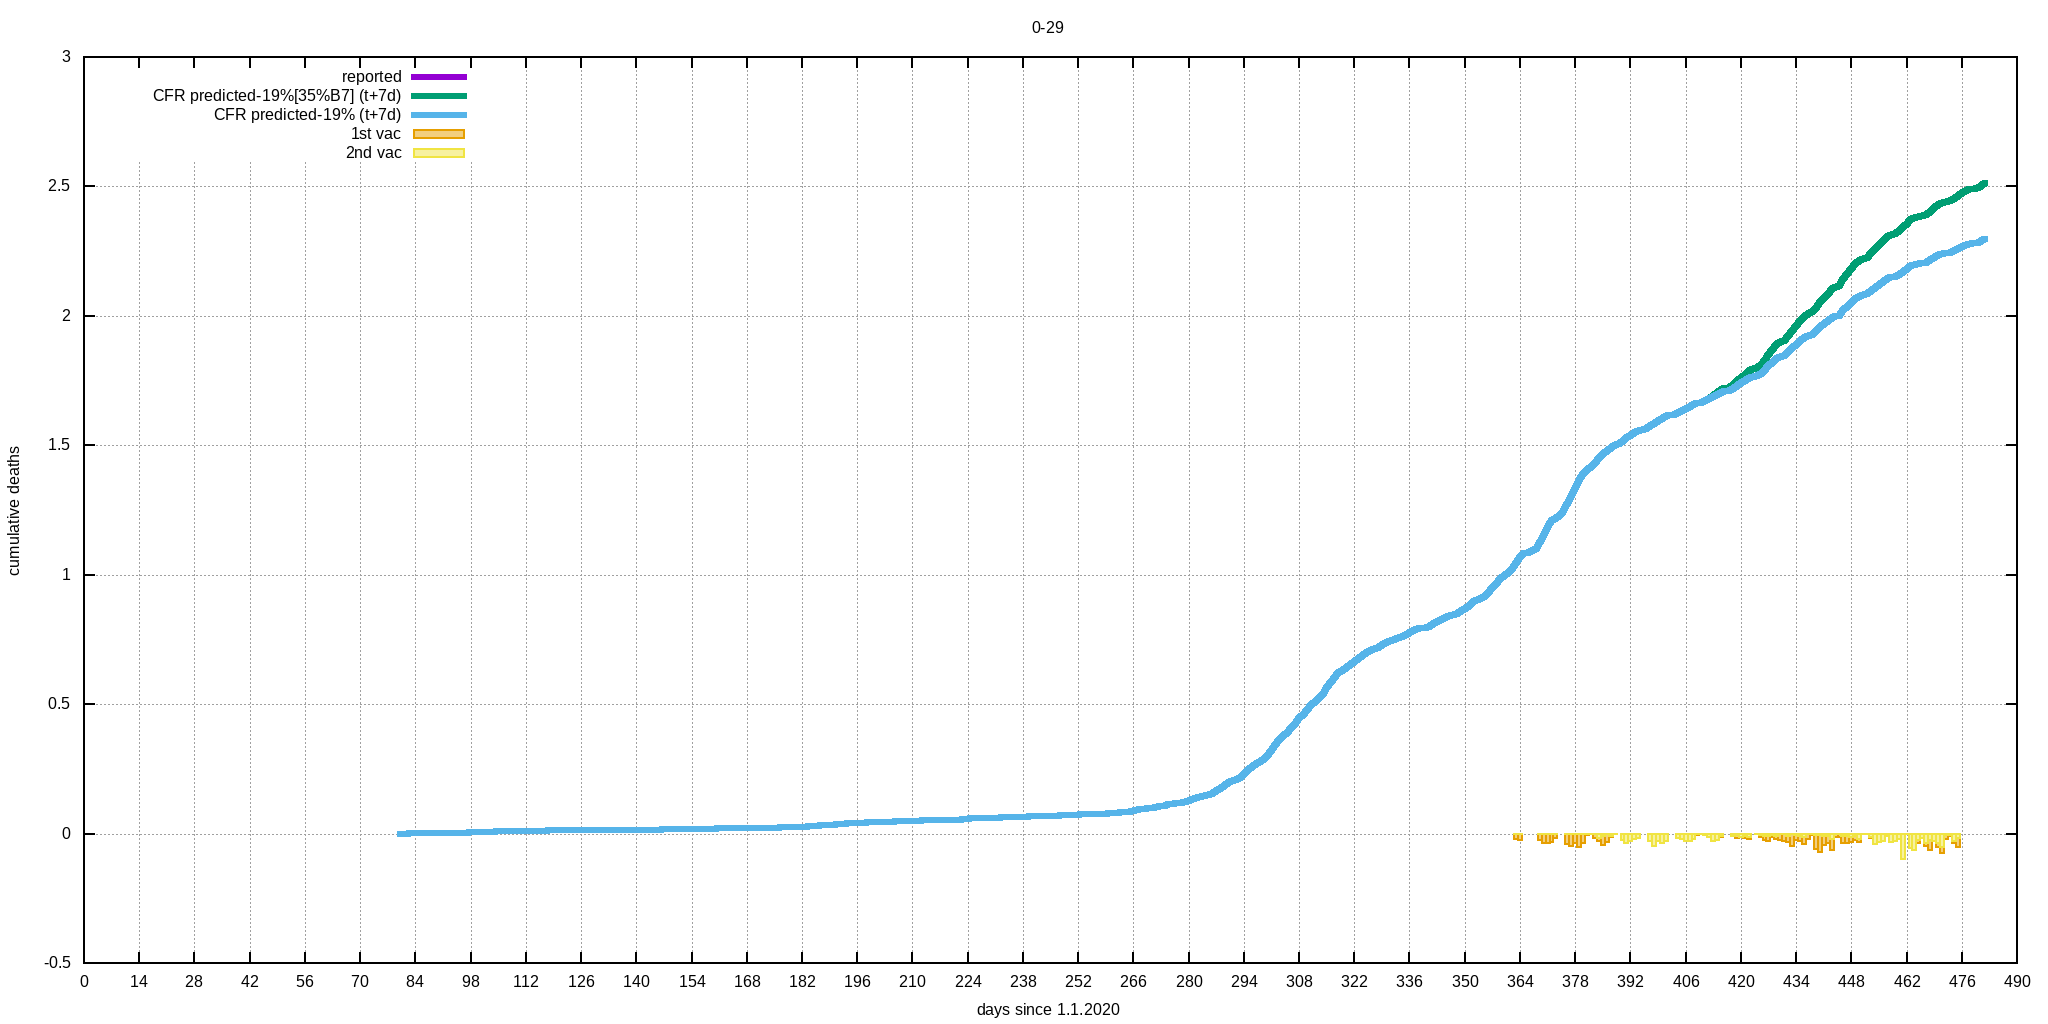 0-29
reported
CFR predicted-19%[35%B7] (t+7d)
CFR predicted-19% (t+7d)
1st vac
2nd vac
3
2.5
2
1.5
1
0.5
0
-0.5
cumulative deaths
0 14 28 42 56 70 84 98 112 126 140 154 168 182 196 210 224 238 252 266 280 294 308 322 336 350 364 378 392 406 420 434 448 462 476 490
days since 1.1.2020